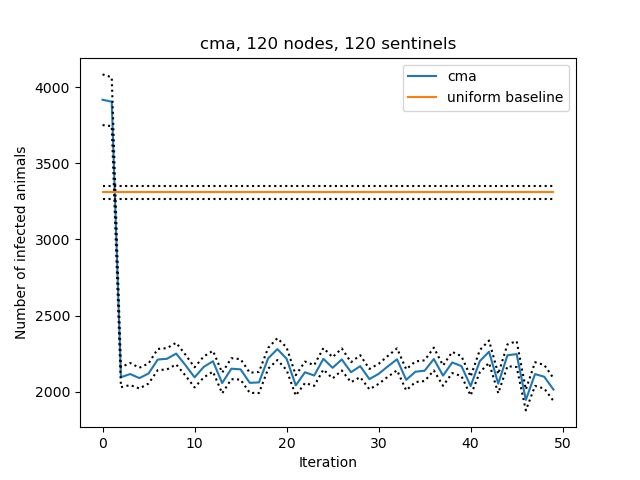 cma, 120 nodes, 120 sentinels
cma
uniform baseline
4000
3500
3000
2500
2000
Number of infected animals
0 10 20 30 40 50
Iteration